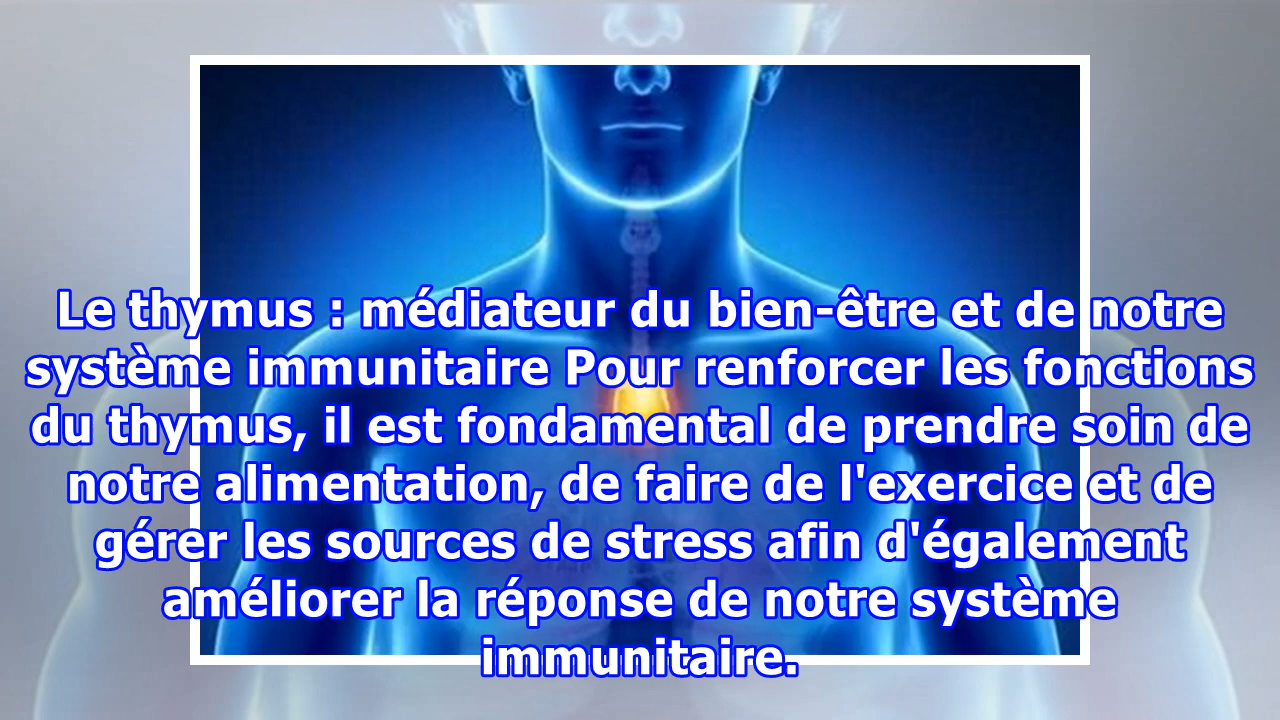 Le thymus : médiateur du bien-être et de notre
système immunitaire Pour renforcer les fonctions
du thymus, il est fondamental de prendre soin de
notre alimentation, de faire de l'exercice et de
gérer les sources de stress afin d'également
améliorer la réponse de notre système
immunitaire.